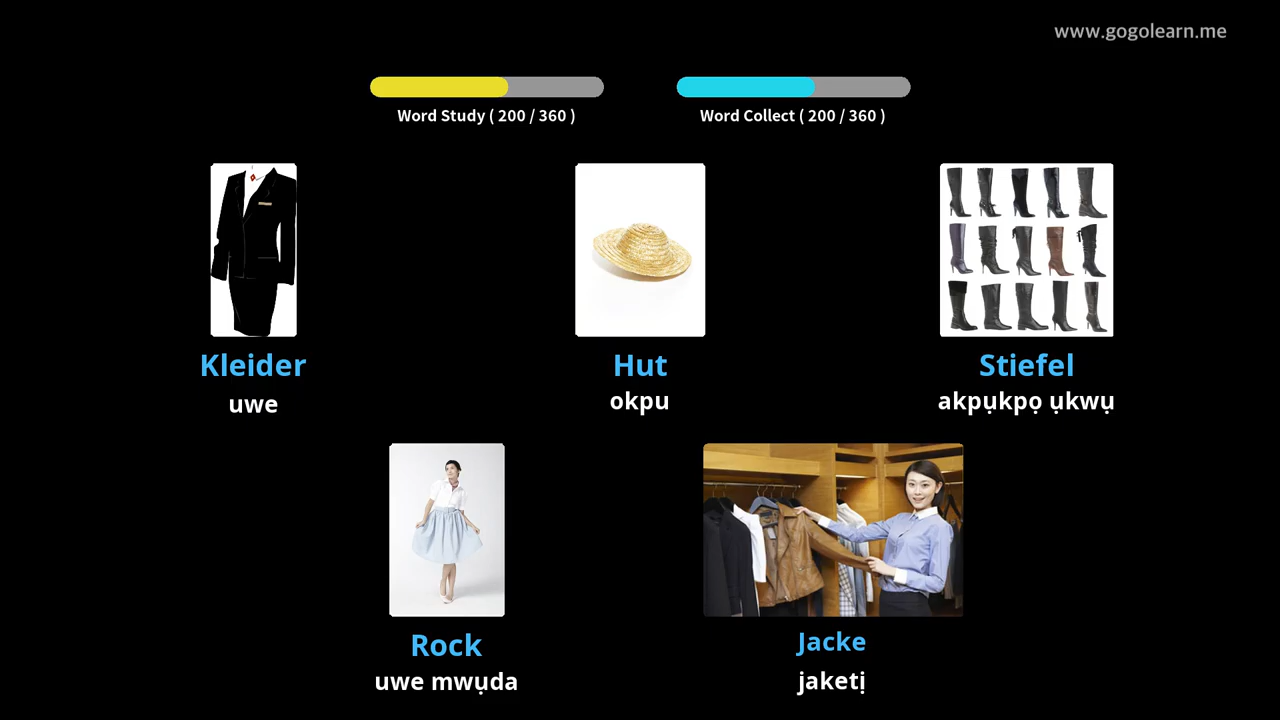 www.gogolearn.me
Word Study ( 200 / 360 )
Word Collect ( 200 / 360 )
Kleider
uwe
Hut
okpu
Stiefel
akpụkpọ ụkwụ
Rock
uwe mwụda
Jacke
jaketị